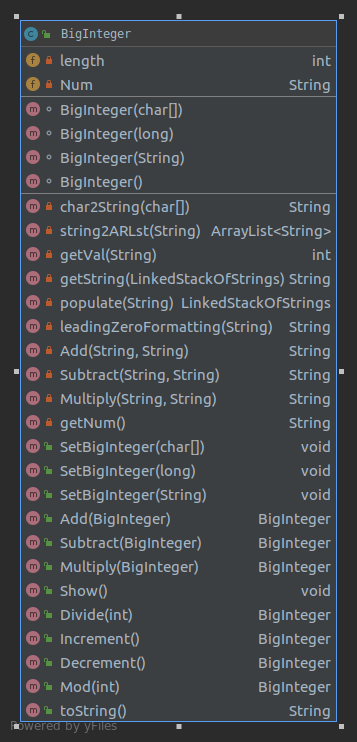 BigInteger
length int
Num String
BigInteger(char[])
BigInteger(long)
BigInteger(String)
BigInteger()
char2String(char[]) String
string2ARLst(String) ArrayList<String>
getVal(String) int
getString(LinkedStackOfStrings) String
populate(String) LinkedStackOfStrings
leadingZeroFormatting(String) String
Add(String, String) String
Subtract(String, String) String
Multiply(String, String) String
getNum() String
SetBigInteger(char[]) void
SetBigInteger(long) void
SetBigInteger(String) void
Add(BigInteger) BigInteger
Subtract(BigInteger) BigInteger
Multiply(BigInteger) BigInteger
Show() void
Divide(int) BigInteger
Increment() BigInteger
Decrement() BigInteger
Mod(int) BigInteger
toString() String
Powered by yFiles